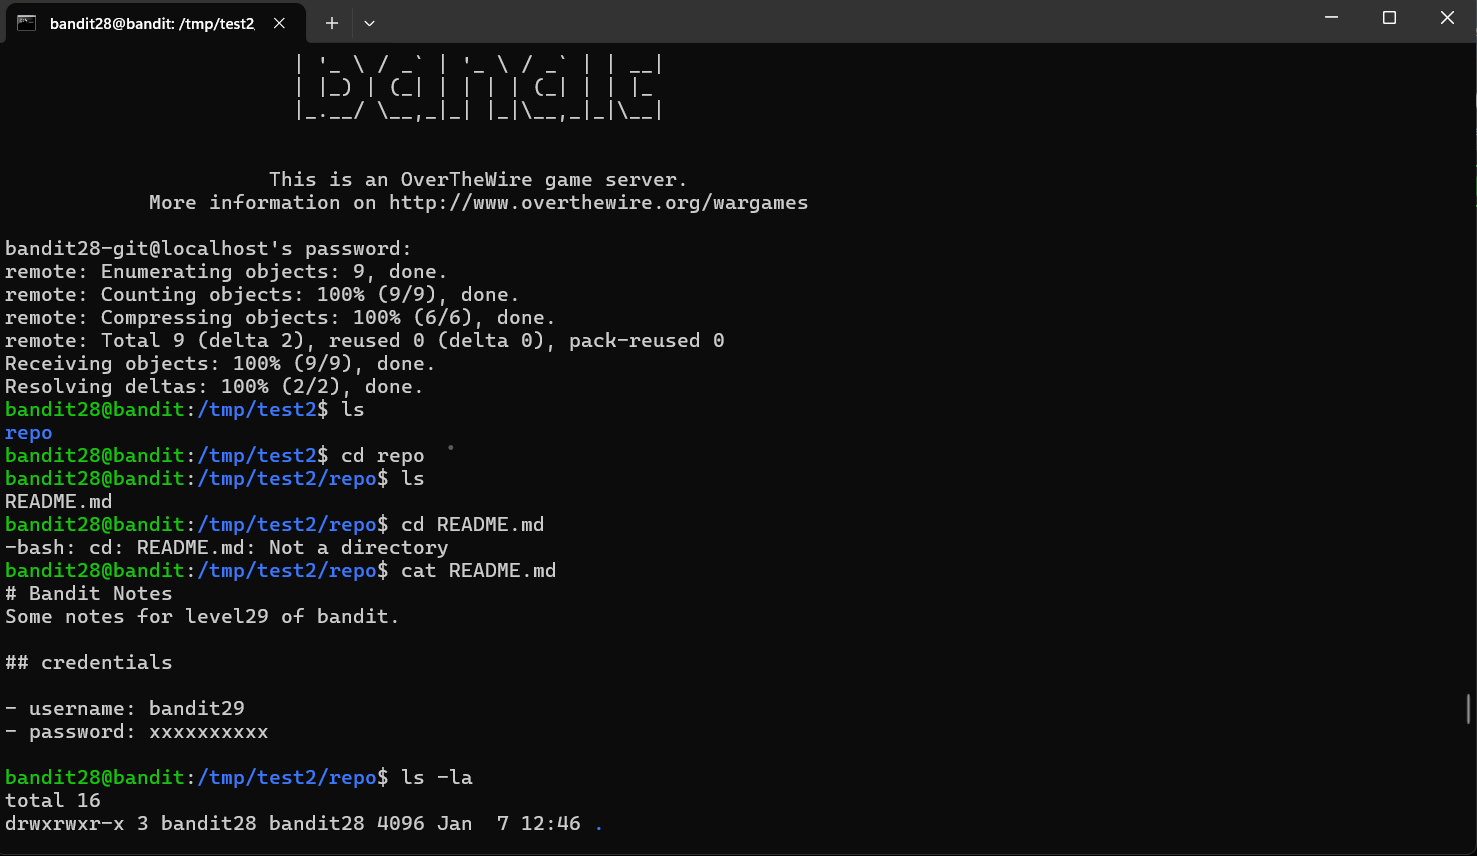 bandit28@bandit: /tmp/test2
| '_ \ / _` | '_ \ / _` | | __|
| |_) | (_| | | | | (_| | | |_
|_.__/ \__,_|_| |_|\__,_|_|\__|
This is an OverTheWire game server.
More information on http://www.overthewire.org/wargames
bandit28-git@localhost's password:
remote: Enumerating objects: 9, done.
remote: Counting objects: 100% (9/9), done.
remote: Compressing objects: 100% (6/6), done.
remote: Total 9 (delta 2), reused 0 (delta 0), pack-reused 0
Receiving objects: 100% (9/9), done.
Resolving deltas: 100% (2/2), done.
bandit28@bandit:/tmp/test2$ ls
repo
bandit28@bandit:/tmp/test2$ cd repo
bandit28@bandit:/tmp/test2/repo$ ls
README.md
bandit28@bandit:/tmp/test2/repo$ cd README.md
-bash: cd: README.md: Not a directory
bandit28@bandit:/tmp/test2/repo$ cat README.md
# Bandit Notes
Some notes for level29 of bandit.
## credentials
- username: bandit29
- password: xxxxxxxxxx
bandit28@bandit:/tmp/test2/repo$ ls -la
total 16
drwxrwxr-x 3 bandit28 bandit28 4096 Jan  7 12:46 .